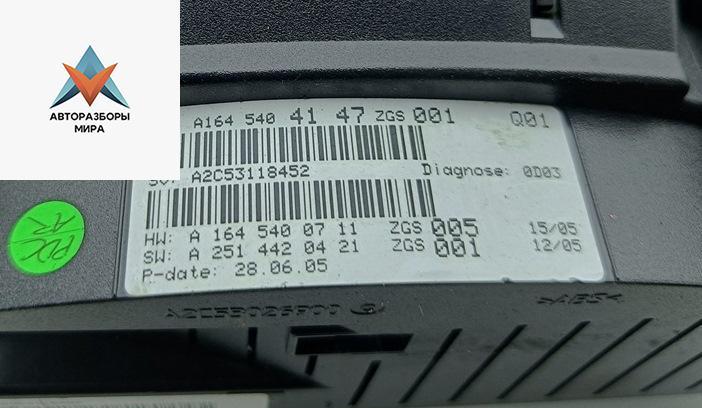 АВТОРАЗБОРЫ
МИРА
A164 540 41 47 ZGS 001 Q01
A2C53118452 Diagnose: 0D03
HW: A 164 540 07 11 ZGS 005 15/05
SW: A 251 442 04 21 ZGS 001 12/05
P-date: 28.06.05
>ABS<